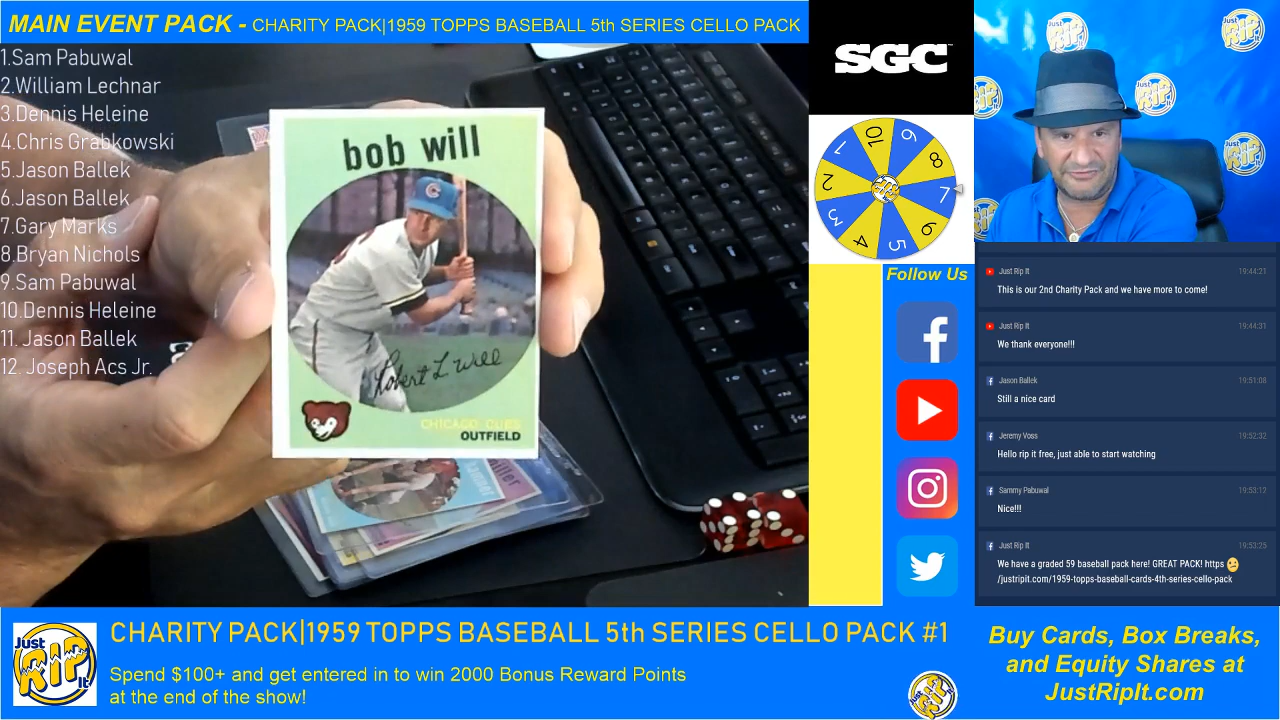 MAIN EVENT PACK - CHARITY PACK|1959 TOPPS BASEBALL 5th SERIES CELLO PACK
1.Sam Pabuwal
2.William Lechnar
3.Dennis Heleine
4.Chris Grabkowski
5.Jason Ballek
6.Jason Ballek
7.Gary Marks
8.Bryan Nichols
9.Sam Pabuwal
10.Dennis Heleine
11. Jason Ballek
12. Joseph Acs Jr.
bob will
Robert L. Will
CHICAGO CUBS
OUTFIELD
SGC
10
9
8
7
6
5
4
3
2
1
Just RIP It
Follow Us
Just Rip It 19:44:21
This is our 2nd Charity Pack and we have more to come!
Just Rip It 19:44:31
We thank everyone!!!
Jason Ballek 19:51:08
Still a nice card
Jeremy Voss 19:52:32
Hello rip it free, just able to start watching
Sammy Pabuwal 19:53:12
Nice!!!
Just Rip It 19:53:25
We have a graded 59 baseball pack here! GREAT PACK! https
/justripit.com/1959-topps-baseball-cards-4th-series-cello-pack
Just RIP It
CHARITY PACK|1959 TOPPS BASEBALL 5th SERIES CELLO PACK #1
Spend $100+ and get entered in to win 2000 Bonus Reward Points
at the end of the show!
Just RIP It
Buy Cards, Box Breaks,
and Equity Shares at
JustRipIt.com